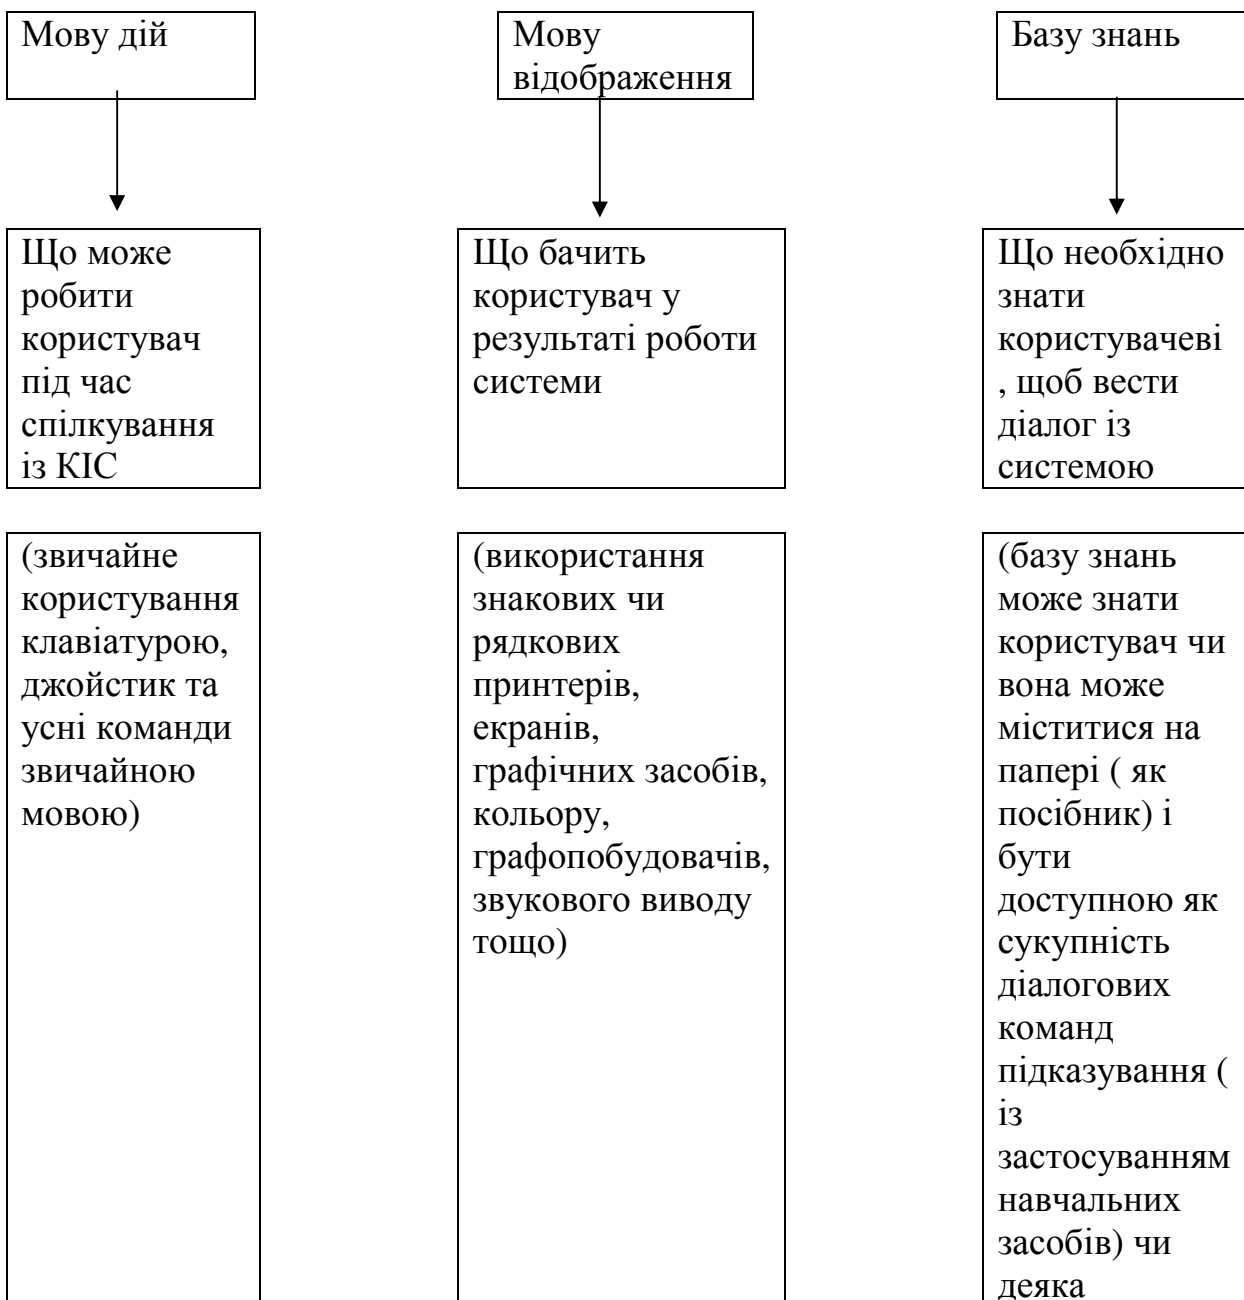 Мову дій
Мову
відображення
Базу знань
Що може
робити
користувач
під час
спілкування
із КІС
Що бачить
користувач у
результаті роботи
системи
Що необхідно
знати
користувачеві
, щоб вести
діалог із
системою
(звичайне
користування
клавіатурою,
джойстик та
усні команди
звичайною
мовою)
(використання
знакових чи
рядкових
принтерів,
екранів,
графічних засобів,
кольору,
графопобудовачів,
звукового виводу
тощо)
(базу знань
може знати
користувач чи
вона може
міститися на
папері ( як
посібник) і
бути
доступною як
сукупність
діалогових
команд
підказування (
із
застосуванням
навчальних
засобів) чи
деяка